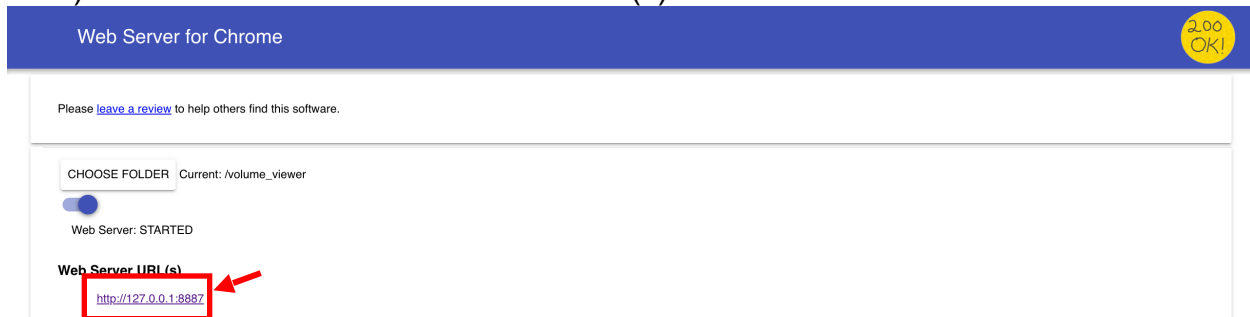 Web Server for Chrome
200
OK!
Please leave a review to help others find this software.
CHOOSE FOLDER Current: /volume_viewer
Web Server: STARTED
Web Server URL(s)
http://127.0.0.1:8887